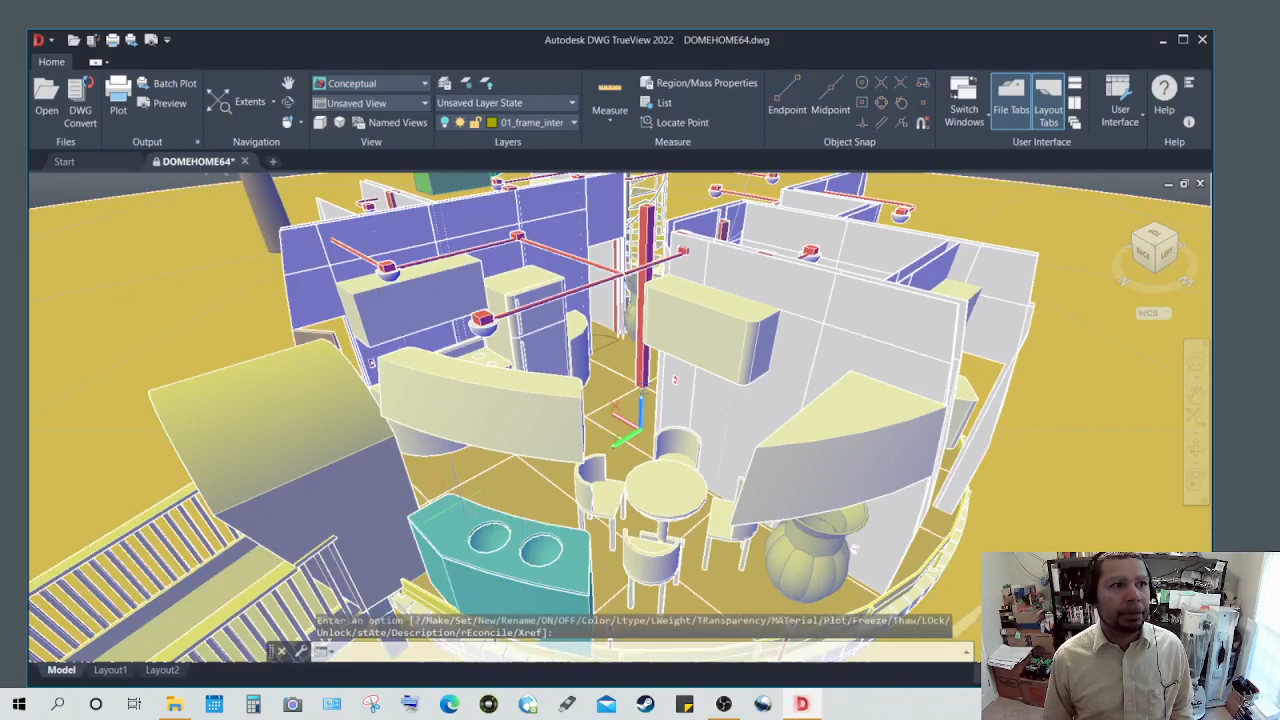 Autodesk DWG TrueView 2022 DOMEHOME64.dwg
Home
Open
DWG
Convert
Files
Plot
Batch Plot
Preview
Output
Extents
Navigation
Conceptual
Unsaved View
Named Views
View
Unsaved Layer State
01_frame_inter
Layers
Measure
Region/Mass Properties
List
Locate Point
Measure
Endpoint
Midpoint
Object Snap
Switch
Windows
File Tabs
Layout
Tabs
User
Interface
User Interface
Help
Help
Start
DOMEHOME64*
BACK
LEFT
WCS
Enter an option [?/Make/Set/New/Rename/ON/OFF/Color/Ltype/LWeight/TRansparency/MATerial/Plot/Freeze/Thaw/LOck/
Unlock/stAte/Description/rEconcile/Xref]:
Model
Layout1
Layout2